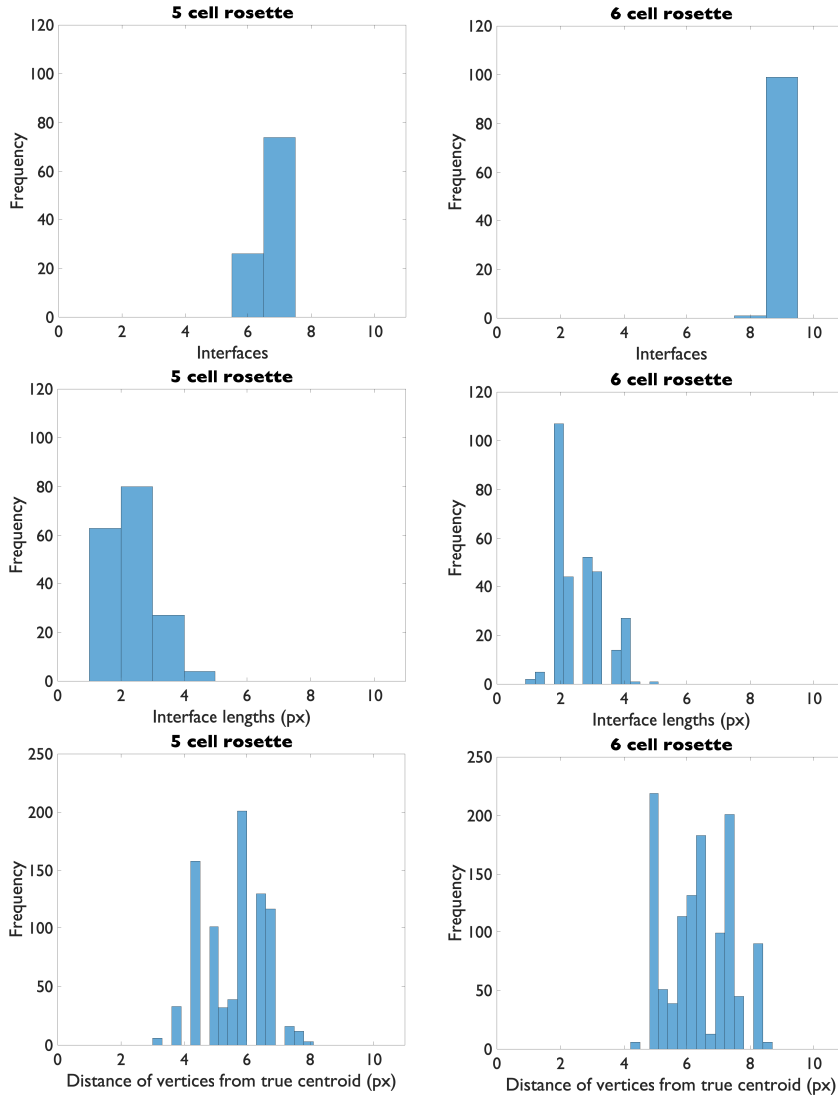 5 cell rosette
120
100
80
60
40
20
0
Frequency
0 2 4 6 8 10
Interfaces
6 cell rosette
120
100
80
60
40
20
0
Frequency
0 2 4 6 8 10
Interfaces
5 cell rosette
120
100
80
60
40
20
0
Frequency
0 2 4 6 8 10
Interface lengths (px)
6 cell rosette
120
100
80
60
40
20
0
Frequency
0 2 4 6 8 10
Interface lengths (px)
5 cell rosette
250
200
150
100
50
0
Frequency
0 2 4 6 8 10
Distance of vertices from true centroid (px)
6 cell rosette
250
200
150
100
50
0
Frequency
0 2 4 6 8 10
Distance of vertices from true centroid (px)